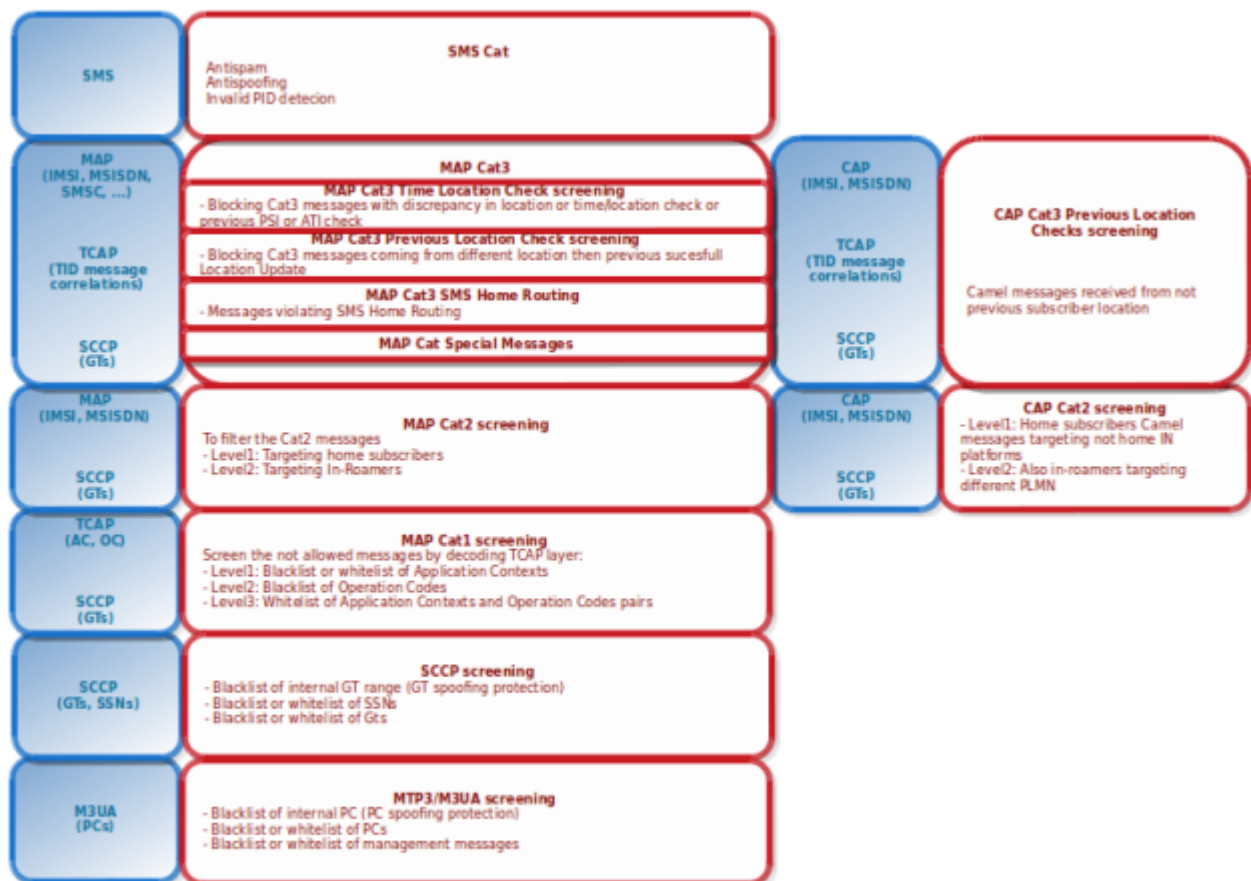 SMS
SMS Cat
Antispam
Antispoofing
Invalid PID detecion
MAP
(IMSI, MSISDN,
SMSC, ...)
TCAP
(TID message
correlations)
SCCP
(GTs)
MAP Cat3
MAP Cat3 Time Location Check screening
- Blocking Cat3 messages with discrepancy in location or time/location check or
previous PSI or ATI check
MAP Cat3 Previous Location Check screening
- Blocking Cat3 messages coming from different location then previous sucesfull
Location Update
MAP Cat3 SMS Home Routing
- Messages violating SMS Home Routing
MAP Cat Special Messages
CAP
(IMSI, MSISDN)
TCAP
(TID message
correlations)
SCCP
(GTs)
CAP Cat3 Previous Location
Checks screening
Camel messages received from not
previous subscriber location
MAP
(IMSI, MSISDN)
SCCP
(GTs)
MAP Cat2 screening
To filter the Cat2 messages
- Level1: Targeting home subscribers
- Level2: Targeting In-Roamers
CAP
(IMSI, MSISDN)
SCCP
(GTs)
CAP Cat2 screening
- Level1: Home subscribers Camel
messages targeting not home IN
platforms
- Level2: Also in-roamers targeting
different PLMN
TCAP
(AC, OC)
SCCP
(GTs)
MAP Cat1 screening
Screen the not allowed messages by decoding TCAP layer:
- Level1: Blacklist or whitelist of Application Contexts
- Level2: Blacklist of Operation Codes
- Level3: Whitelist of Application Contexts and Operation Codes pairs
SCCP
(GTs, SSNs)
SCCP screening
- Blacklist of internal GT range (GT spoofing protection)
- Blacklist or whitelist of SSNs
- Blacklist or whitelist of Gts
M3UA
(PCs)
MTP3/M3UA screening
- Blacklist of internal PC (PC spoofing protection)
- Blacklist or whitelist of PCs
- Blacklist or whitelist of management messages